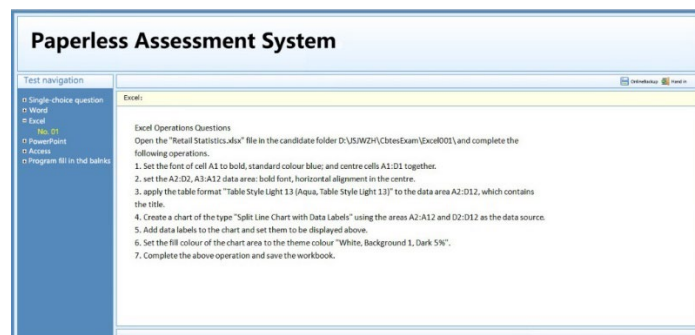 Paperless Assessment System
Test navigation
OnlineBackup Hand in
Single-choice question
Word
Excel
No. 01
PowerPoint
Access
Program fill in thd balnks
Excel:
Excel Operations Questions
Open the "Retail Statistics.xlsx" file in the candidate folder D:\JSJWZH\CbtesExam\Excel001\and complete the
following operations.
1. Set the font of cell A1 to bold, standard colour blue; and centre cells A1:D1 together.
2. set the A2:D2, A3:A12 data area: bold font, horizontal alignment in the centre.
3. apply the table format "Table Style Light 13 (Aqua, Table Style Light 13)" to the data area A2:D12, which contains
the title.
4. Create a chart of the type "Split Line Chart with Data Labels" using the areas A2:A12 and D2:D12 as the data source.
5. Add data labels to the chart and set them to be displayed above.
6. Set the fill colour of the chart area to the theme colour "White, Background 1, Dark 5%".
7. Complete the above operation and save the workbook.